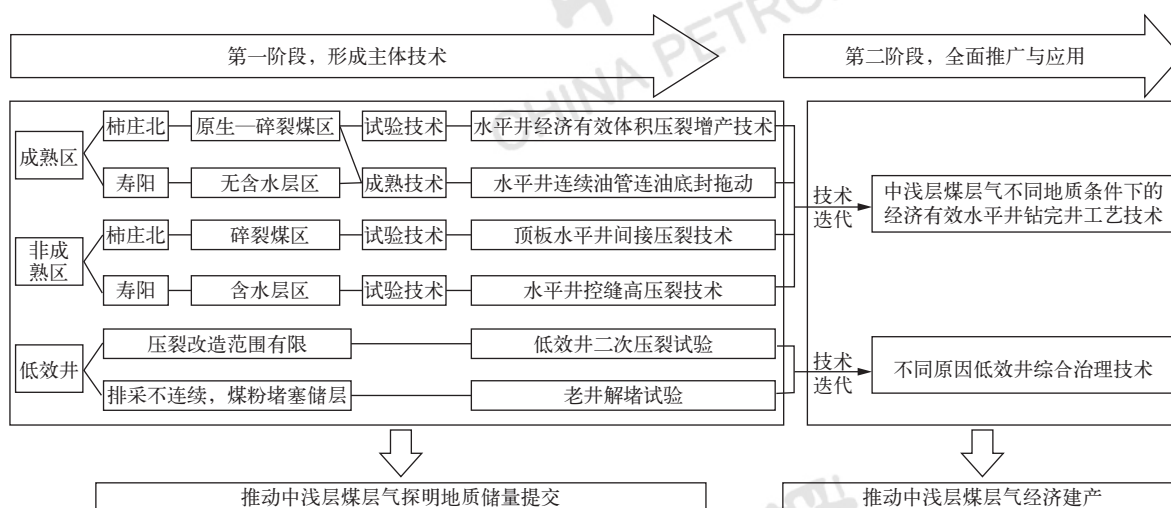 CHINA PETRO
第一阶段，形成主体技术
第二阶段，全面推广与应用
成熟区
柿庄北
原生—碎裂煤区
试验技术
水平井经济有效体积压裂增产技术
寿阳
无含水层区
成熟技术
水平井连续油管连油底封拖动
非成
熟区
柿庄北
碎裂煤区
试验技术
顶板水平井间接压裂技术
寿阳
含水层区
试验技术
水平井控缝高压裂技术
技术
迭代
中浅层煤层气不同地质条件下的
经济有效水平井钻完井工艺技术
低效井
压裂改造范围有限
低效井二次压裂试验
排采不连续，煤粉堵塞储层
老井解堵试验
技术
迭代
不同原因低效井综合治理技术
推动中浅层煤层气探明地质储量提交
推动中浅层煤层气经济建产